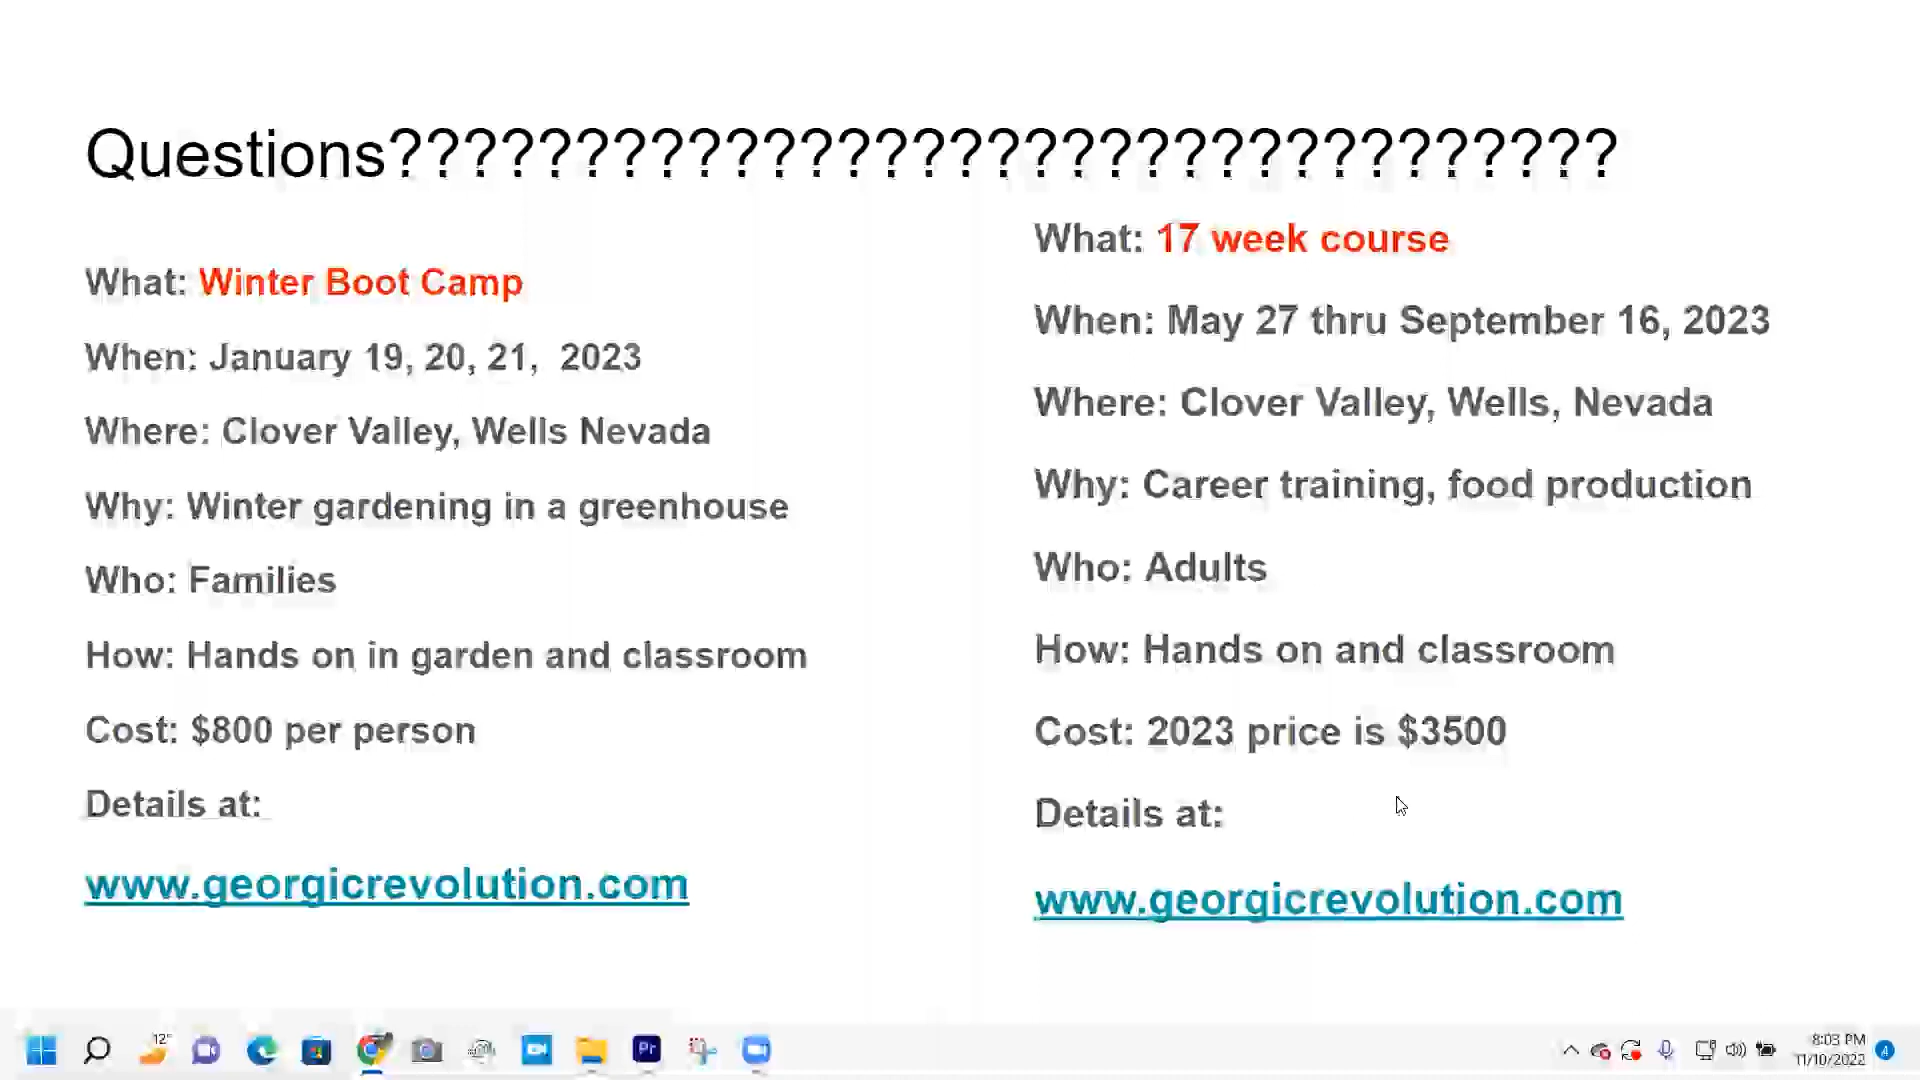 Questions?????????????????????????????????
What: Winter Boot Camp
When: January 19, 20, 21,  2023
Where: Clover Valley, Wells Nevada
Why: Winter gardening in a greenhouse
Who: Families
How: Hands on in garden and classroom
Cost: $800 per person
Details at:
www.georgicrevolution.com
What: 17 week course
When: May 27 thru September 16, 2023
Where: Clover Valley, Wells, Nevada
Why: Career training, food production
Who: Adults
How: Hands on and classroom
Cost: 2023 price is $3500
Details at:
www.georgicrevolution.com
12°
Pr
8:03 PM
11/10/2022
4